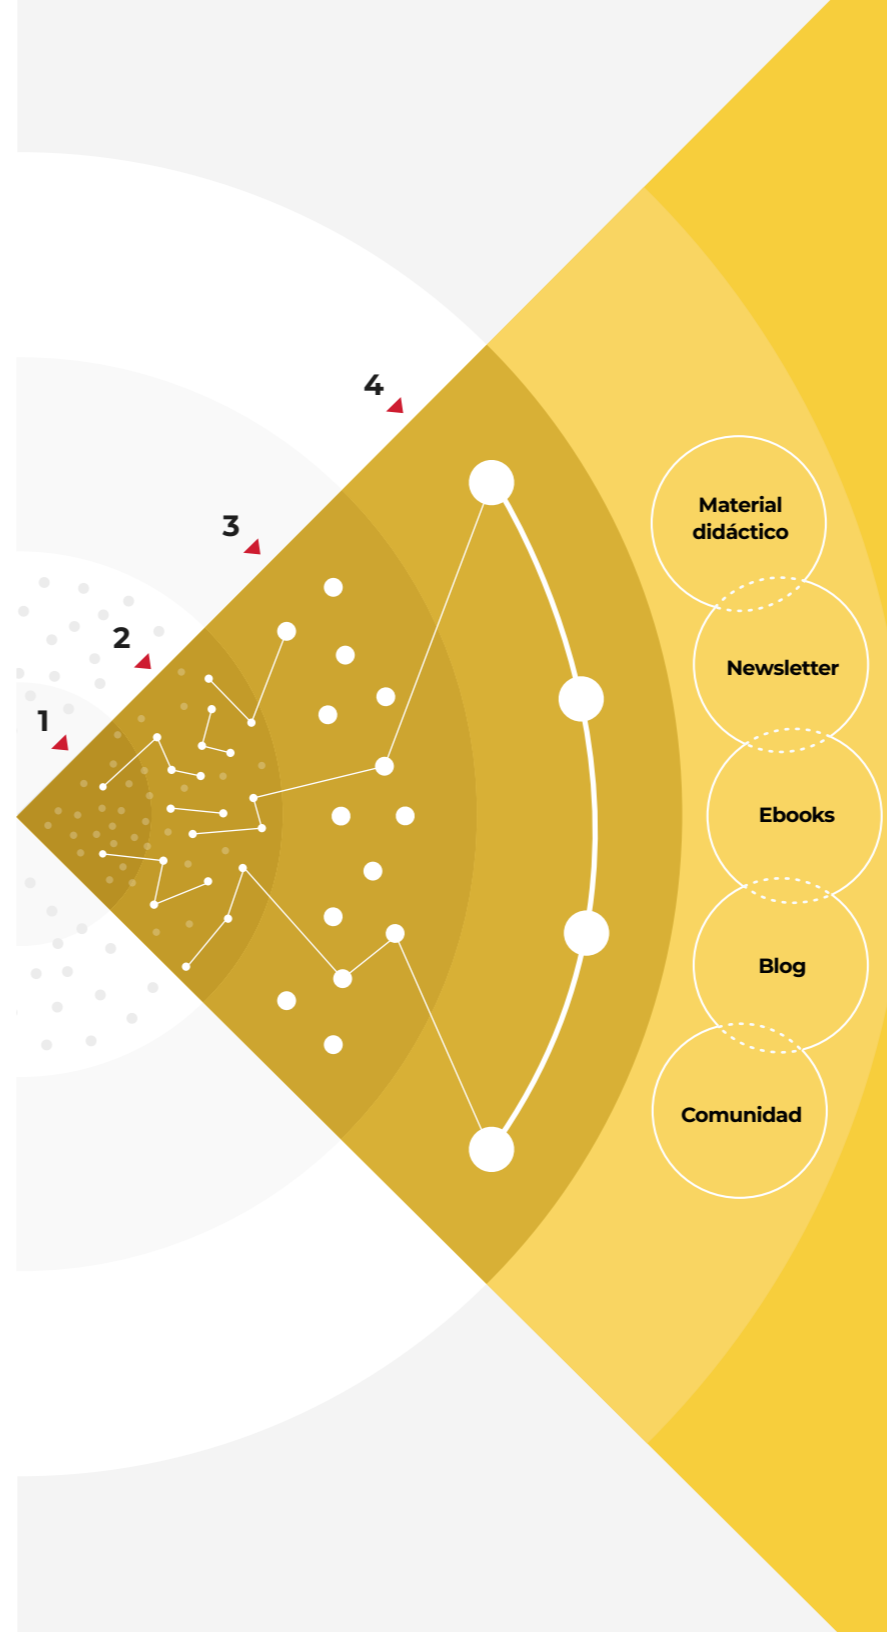 4
3
2
1
Material
didáctico
Newsletter
Ebooks
Blog
Comunidad